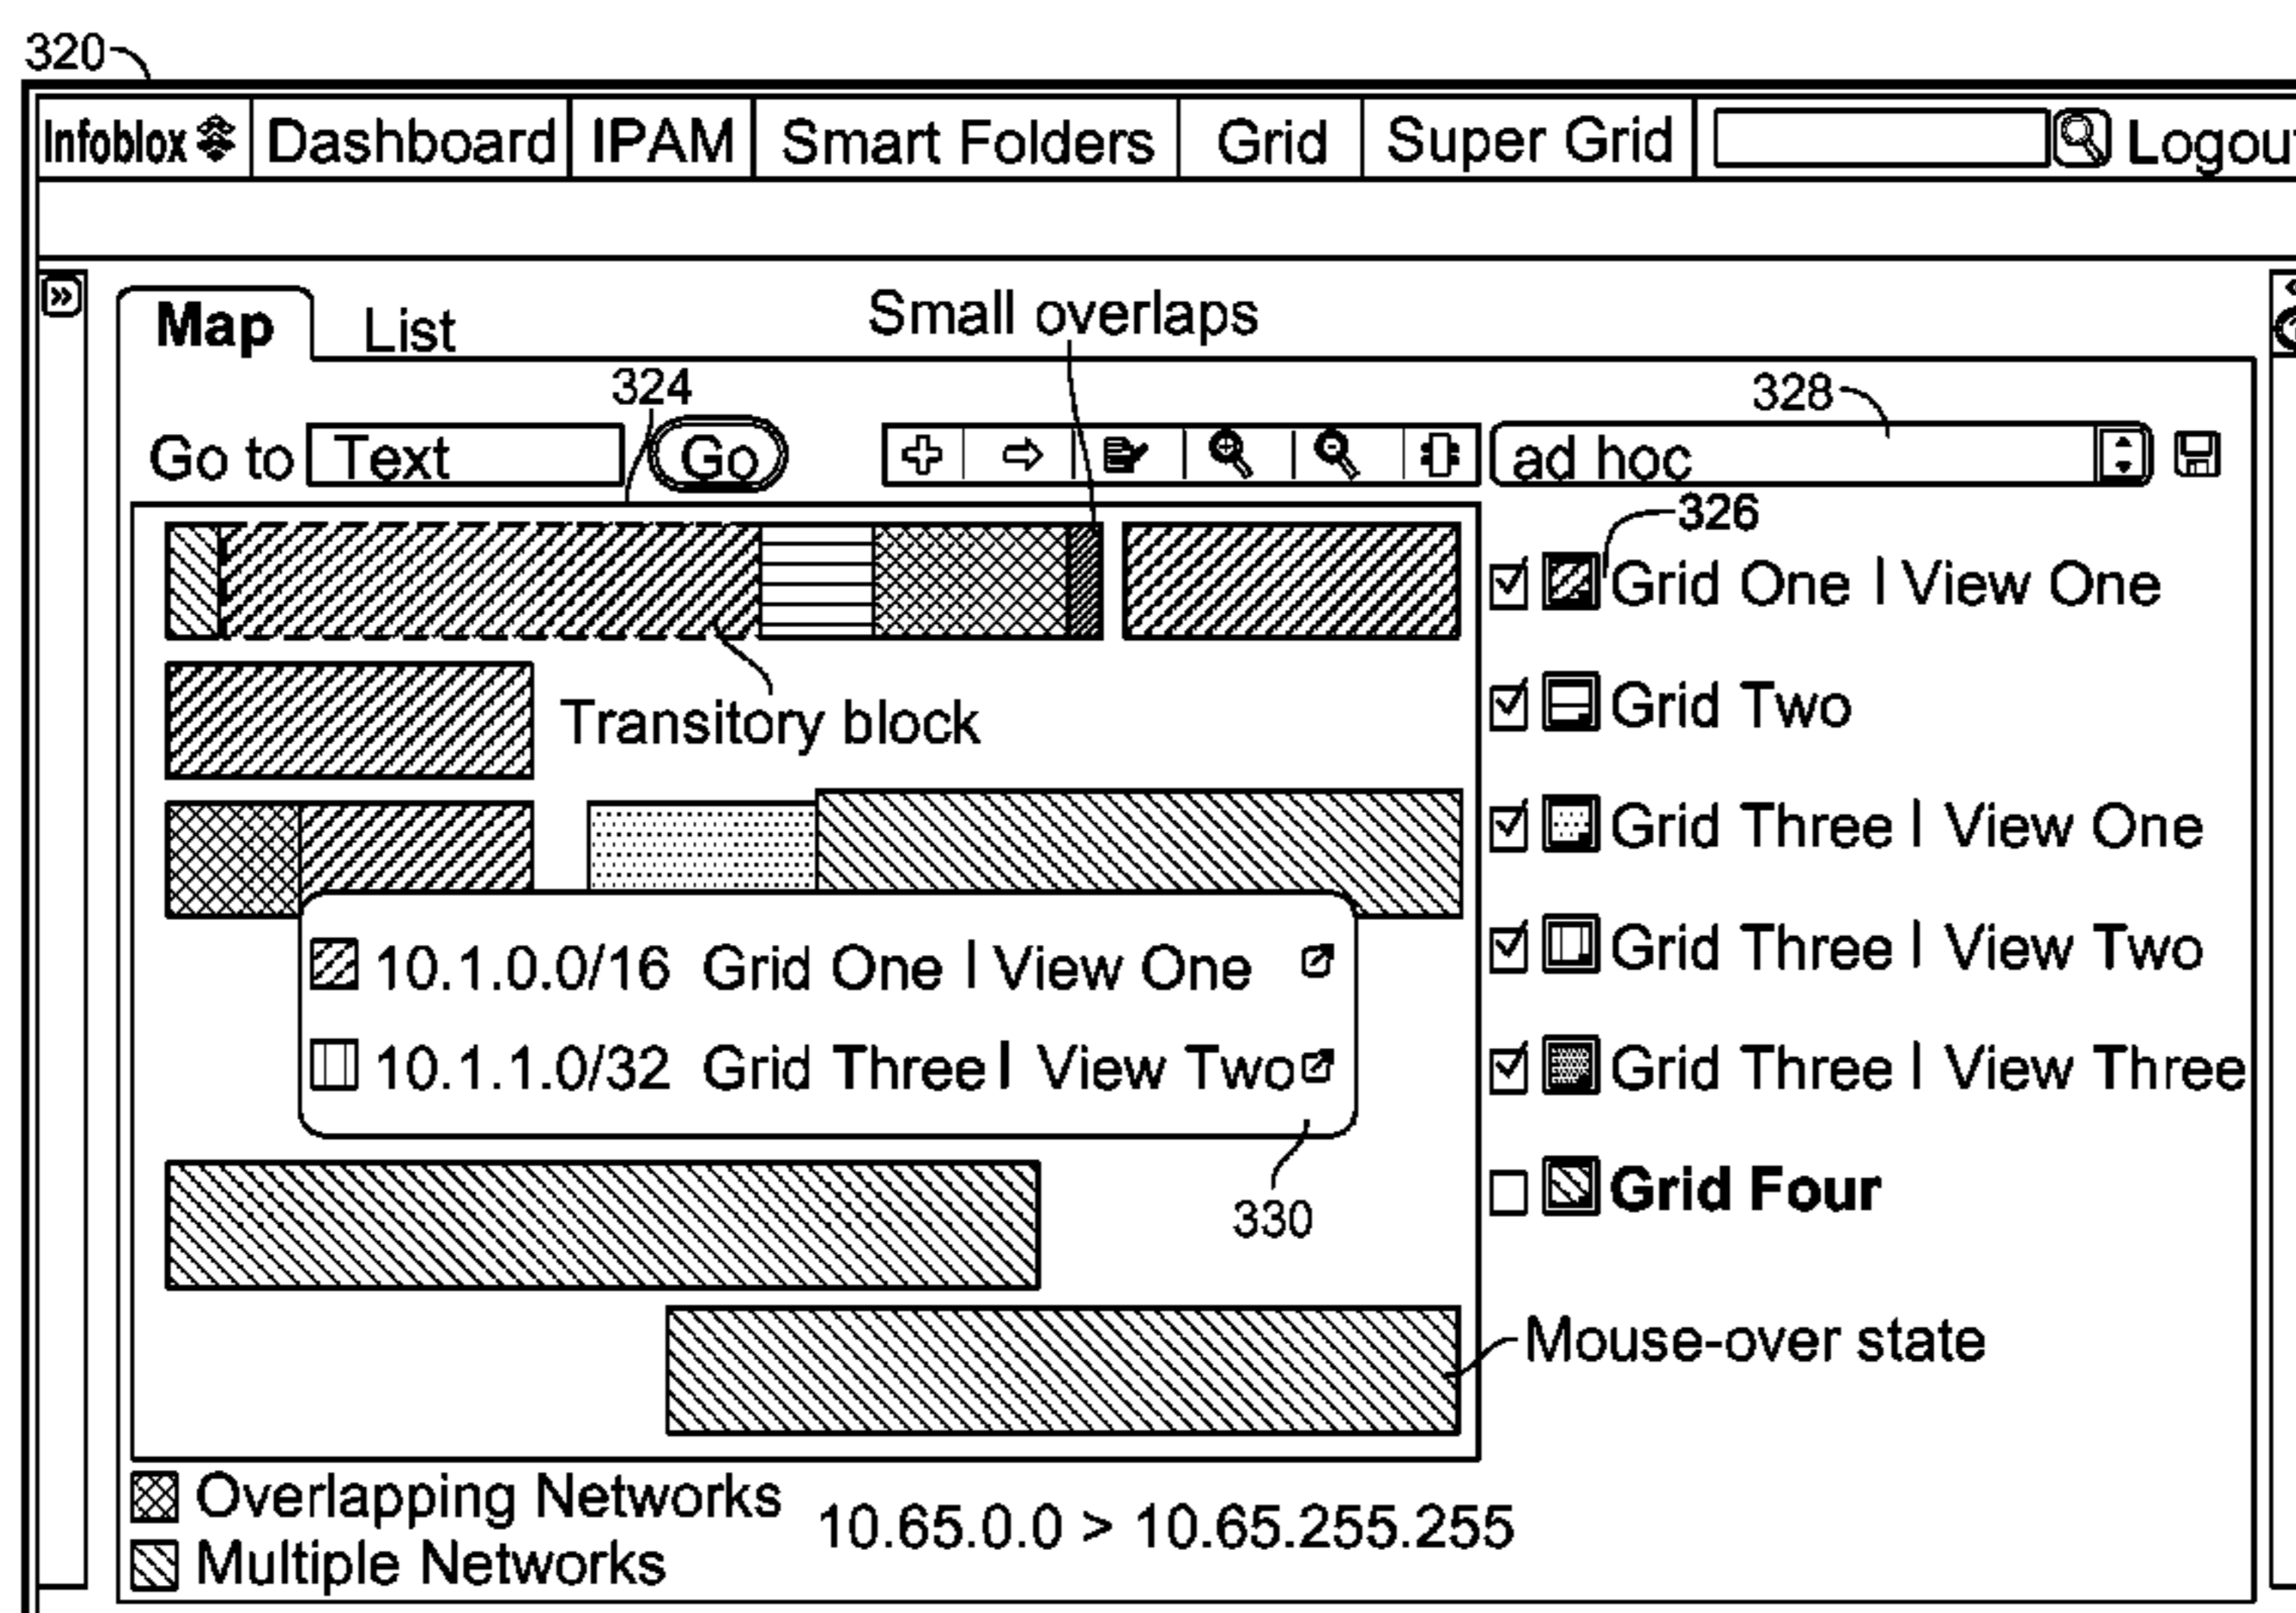 320
Infoblox Dashboard IPAM Smart Folders Grid Super Grid Logout
Map List Small overlaps
324 328
Go to Text Go ad hoc
326
Grid One | View One
Transitory block
Grid Two
Grid Three | View One
10.1.0.0/16 Grid One | View One
Grid Three | View Two
10.1.1.0/32 Grid Three | View Two
Grid Three | View Three
330
Grid Four
Mouse-over state
Overlapping Networks
10.65.0.0 > 10.65.255.255
Multiple Networks